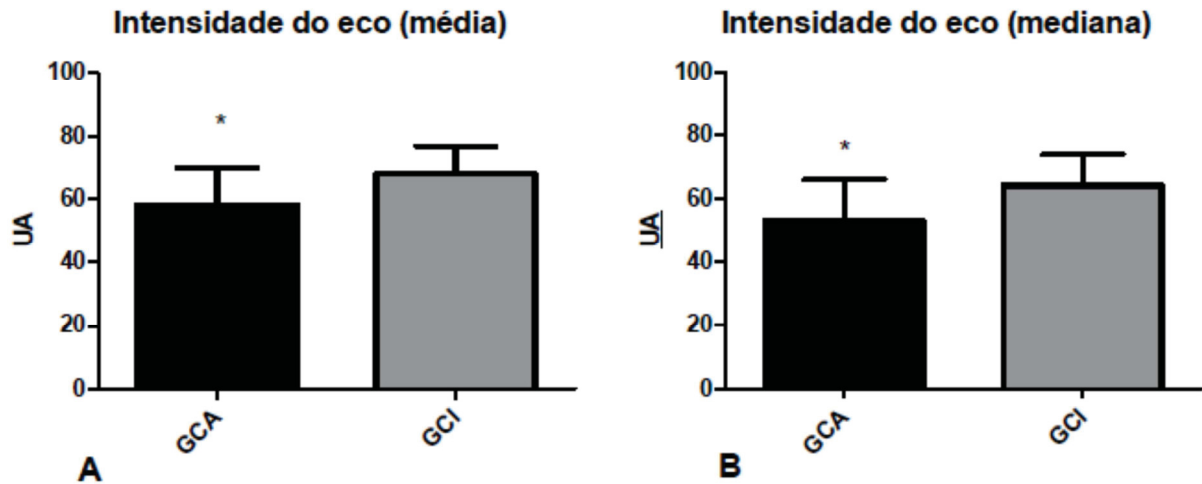 Intensidade do eco (média)
UA
100
80
60
40
20
0
*
GCA
GCI
A
Intensidade do eco (mediana)
UA
100
80
60
40
20
0
*
GCA
GCI
B